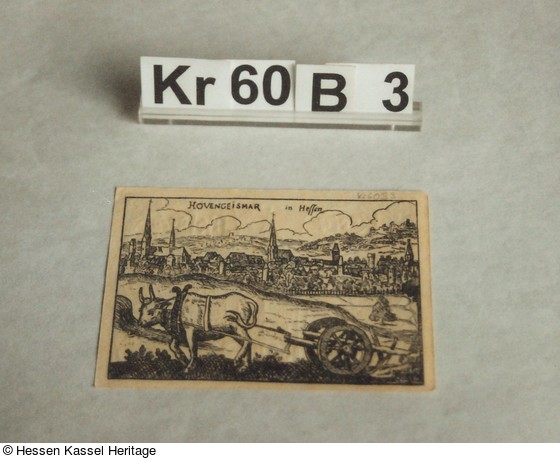 Kr 60 B 3
HOVENGEISMAR in Hessen
© Hessen Kassel Heritage